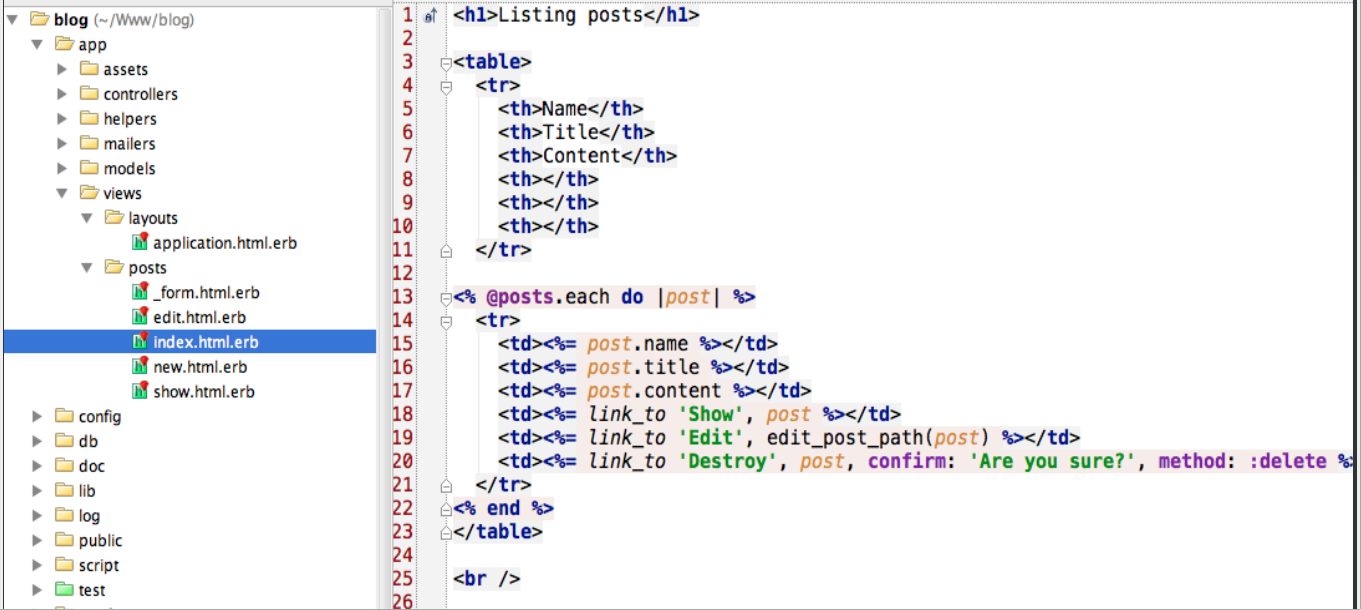 blog (~/Www/blog)
app
assets
controllers
helpers
mailers
models
views
layouts
application.html.erb
posts
_form.html.erb
edit.html.erb
index.html.erb
new.html.erb
show.html.erb
config
db
doc
lib
log
public
script
test
1 <h1>Listing posts</h1>
2
3 <table>
4 <tr>
5 <th>Name</th>
6 <th>Title</th>
7 <th>Content</th>
8 <th></th>
9 <th></th>
10 <th></th>
11 </tr>
12
13 <% @posts.each do |post| %>
14 <tr>
15 <td><%= post.name %></td>
16 <td><%= post.title %></td>
17 <td><%= post.content %></td>
18 <td><%= link_to 'Show', post %></td>
19 <td><%= link_to 'Edit', edit_post_path(post) %></td>
20 <td><%= link_to 'Destroy', post, confirm: 'Are you sure?', method: :delete %>
21 </tr>
22 <% end %>
23 </table>
24
25 <br />
26